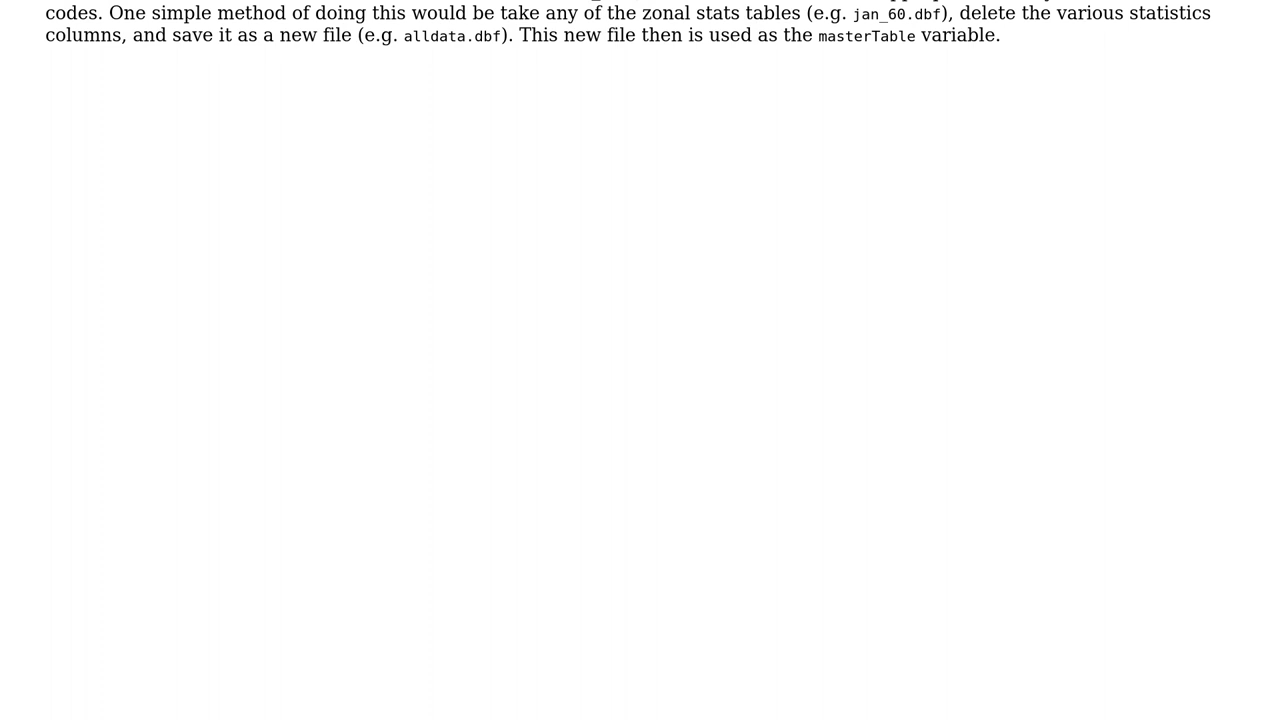 codes. One simple method of doing this would be take any of the zonal stats tables (e.g. jan_60.dbf), delete the various statistics
columns, and save it as a new file (e.g. alldata.dbf). This new file then is used as the masterTable variable.